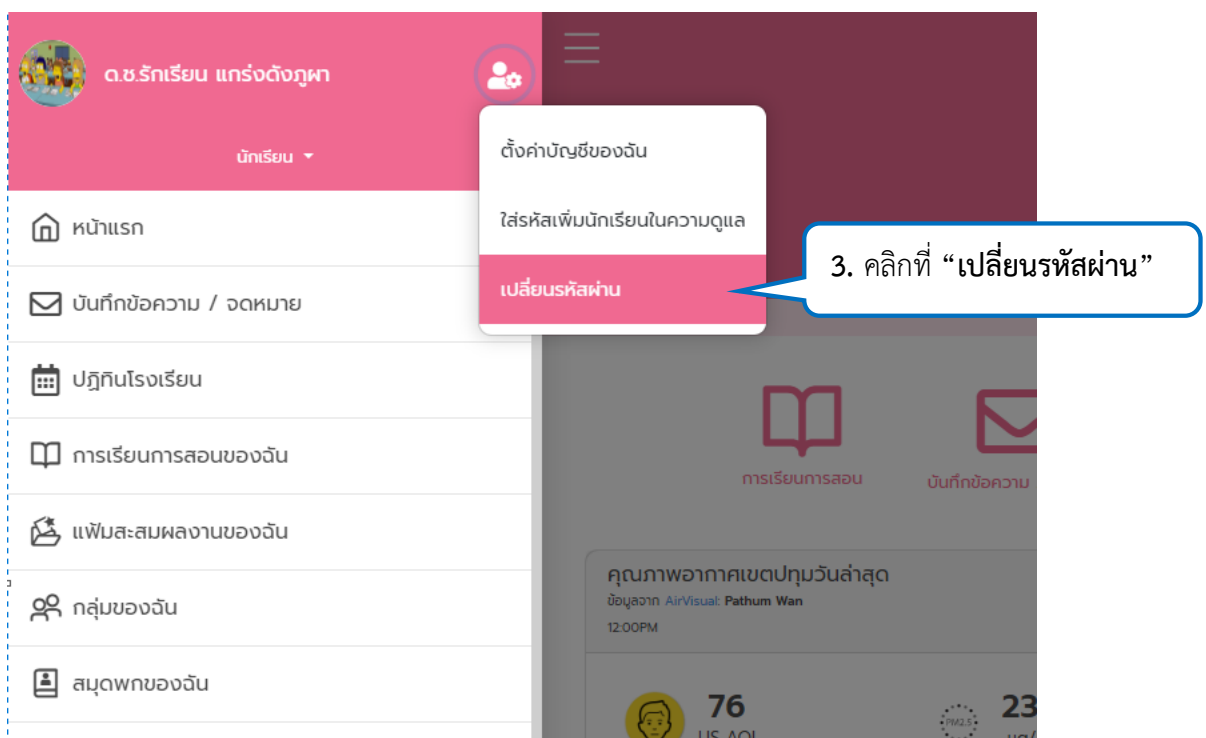 ด.ช.รักเรียน แกร่งดังภูผา
นักเรียน
หน้าแรก
บันทึกข้อความ / จดหมาย
ปฏิทินโรงเรียน
การเรียนการสอนของฉัน
แฟ้มสะสมผลงานของฉัน
กลุ่มของฉัน
สมุดพกของฉัน
ตั้งค่าบัญชีของฉัน
ใส่รหัสเพิ่มนักเรียนในความดูแล
เปลี่ยนรหัสผ่าน
3. คลิกที่ “เปลี่ยนรหัสผ่าน”
การเรียนการสอน
บันทึกข้อความ
คุณภาพอากาศเขตปทุมวันล่าสุด
ข้อมูลจาก AirVisual: Pathum Wan
12:00PM
76
US AQI
PM2.5
23